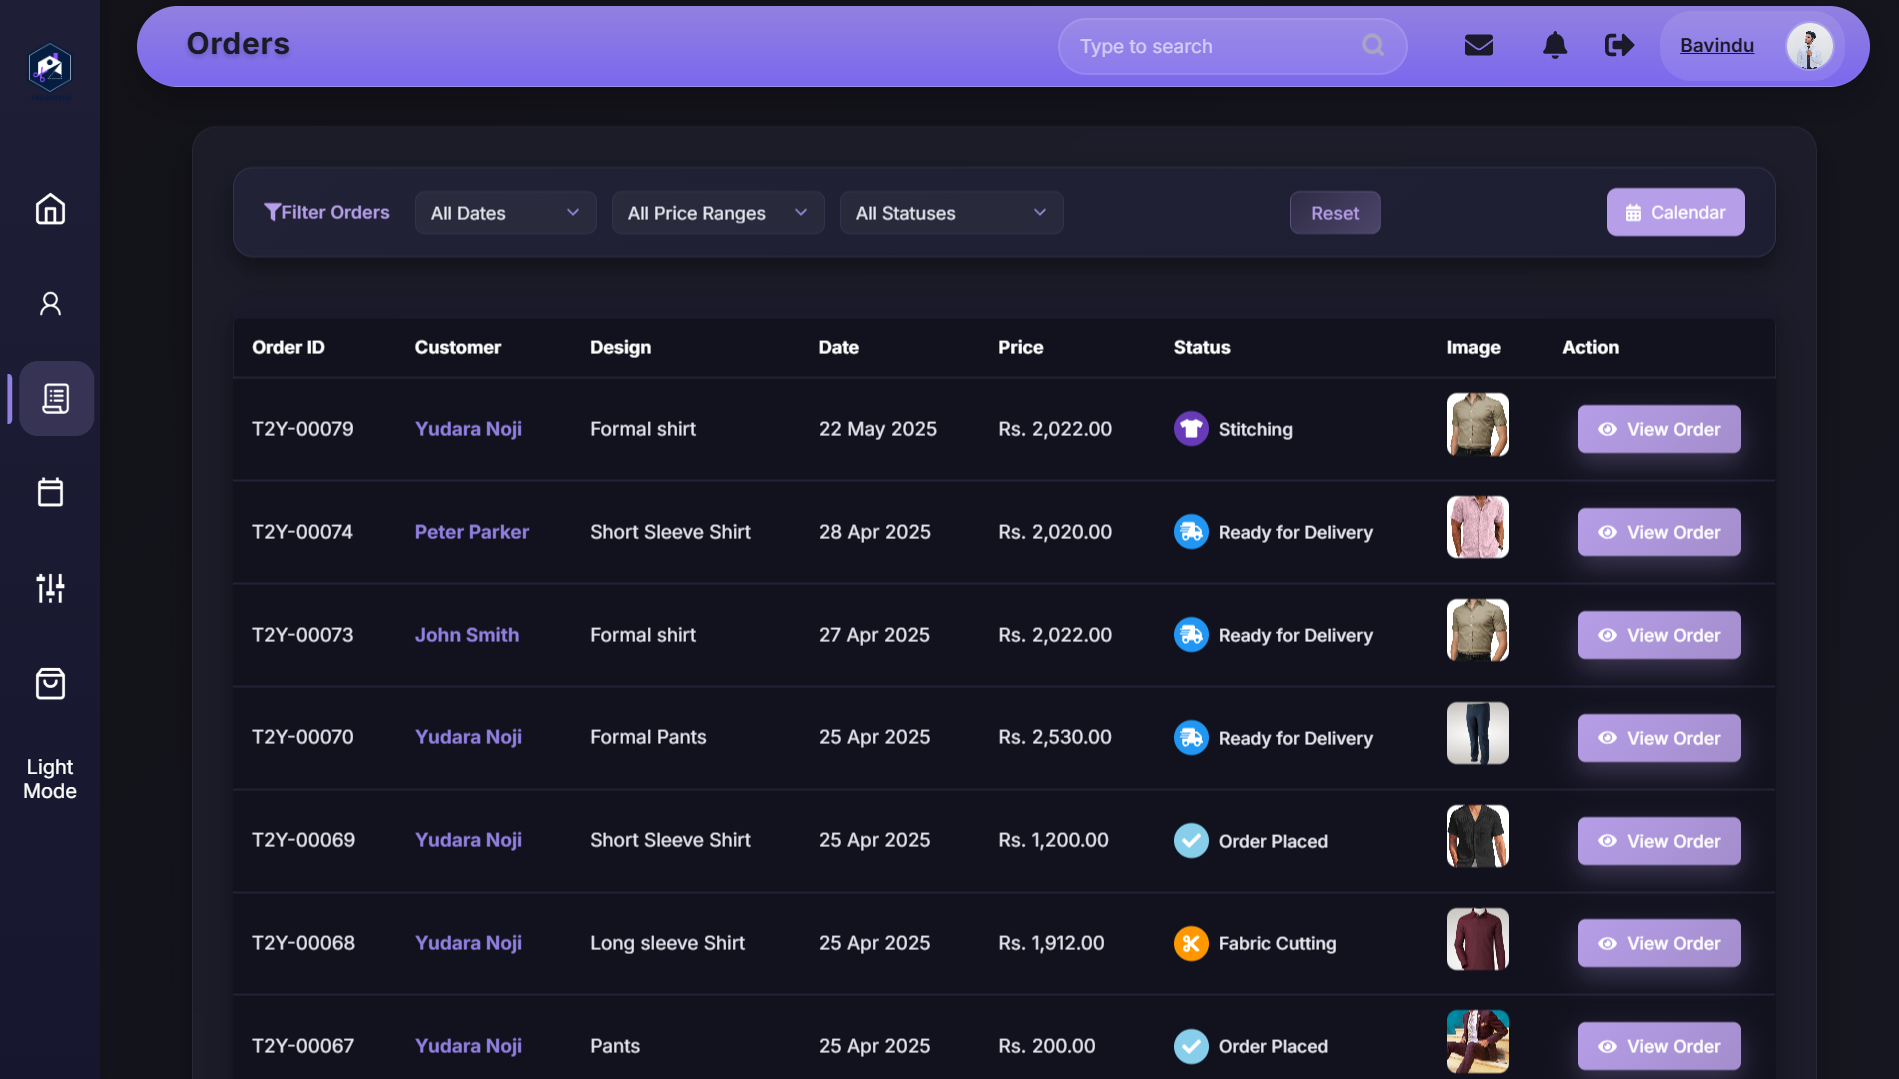 Orders
Type to search
Bavindu
Filter Orders
All Dates
All Price Ranges
All Statuses
Reset
Calendar
Order ID Customer Design Date Price Status Image Action
T2Y-00079 Yudara Noji Formal shirt 22 May 2025 Rs. 2,022.00 Stitching View Order
T2Y-00074 Peter Parker Short Sleeve Shirt 28 Apr 2025 Rs. 2,020.00 Ready for Delivery View Order
T2Y-00073 John Smith Formal shirt 27 Apr 2025 Rs. 2,022.00 Ready for Delivery View Order
T2Y-00070 Yudara Noji Formal Pants 25 Apr 2025 Rs. 2,530.00 Ready for Delivery View Order
T2Y-00069 Yudara Noji Short Sleeve Shirt 25 Apr 2025 Rs. 1,200.00 Order Placed View Order
T2Y-00068 Yudara Noji Long sleeve Shirt 25 Apr 2025 Rs. 1,912.00 Fabric Cutting View Order
T2Y-00067 Yudara Noji Pants 25 Apr 2025 Rs. 200.00 Order Placed View Order
Light
Mode